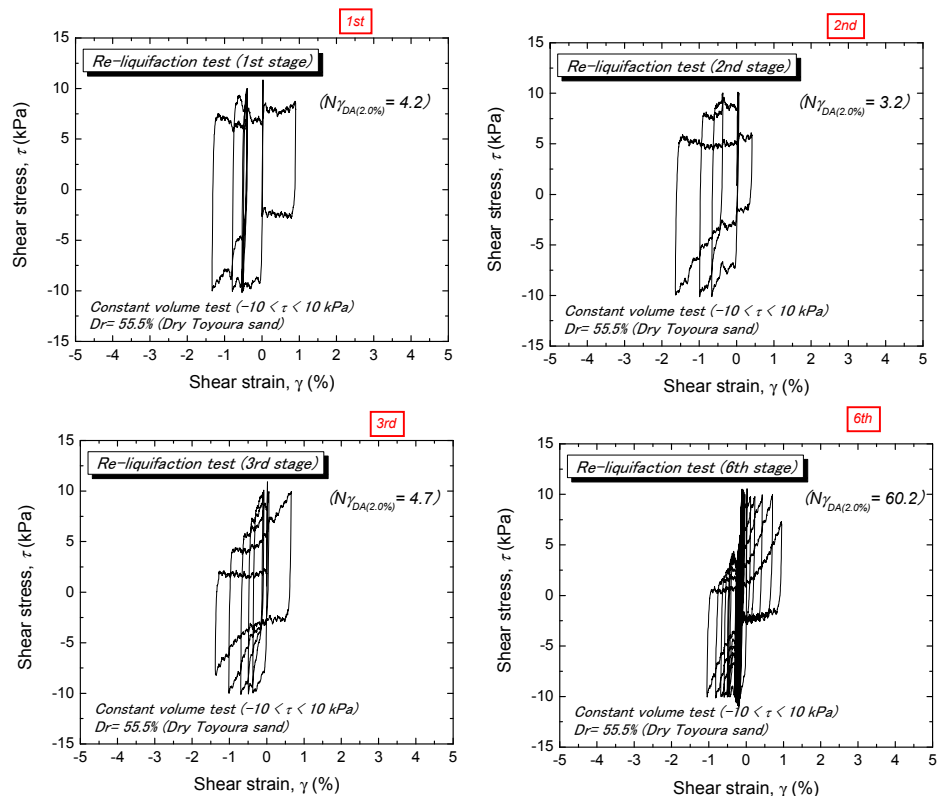 1st
Re-liquifaction test (1st stage)
(Nγ_DA(2.0%) = 4.2)
15
10
5
0
-5
-10
-15
Shear stress, τ (kPa)
Constant volume test (-10 < τ < 10 kPa)
Dr= 55.5% (Dry Toyoura sand)
-5 -4 -3 -2 -1 0 1 2 3 4 5
Shear strain, γ (%)
2nd
Re-liquifaction test (2nd stage)
(Nγ_DA(2.0%) = 3.2)
15
10
5
0
-5
-10
-15
Shear stress, τ (kPa)
Constant volume test (-10 < τ < 10 kPa)
Dr= 55.5% (Dry Toyoura sand)
-5 -4 -3 -2 -1 0 1 2 3 4 5
Shear strain, γ (%)
3rd
Re-liquifaction test (3rd stage)
(Nγ_DA(2.0%) = 4.7)
15
10
5
0
-5
-10
-15
Shear stress, τ (kPa)
Constant volume test (-10 < τ < 10 kPa)
Dr= 55.5% (Dry Toyoura sand)
-5 -4 -3 -2 -1 0 1 2 3 4 5
Shear strain, γ (%)
6th
Re-liquifaction test (6th stage)
(Nγ_DA(2.0%) = 60.2)
15
10
5
0
-5
-10
-15
Shear stress, τ (kPa)
Constant volume test (-10 < τ < 10 kPa)
Dr= 55.5% (Dry Toyoura sand)
-5 -4 -3 -2 -1 0 1 2 3 4 5
Shear strain, γ (%)